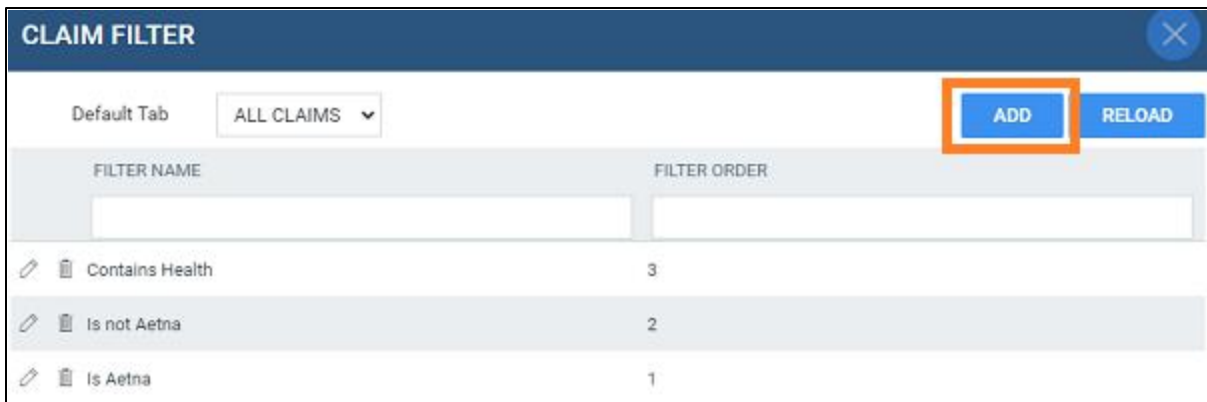 CLAIM FILTER
Default Tab ALL CLAIMS ADD RELOAD
FILTER NAME FILTER ORDER
Contains Health 3
Is not Aetna 2
Is Aetna 1